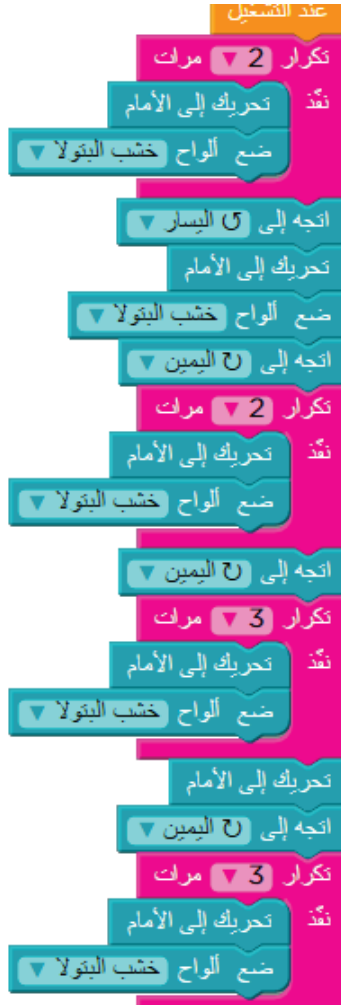 عند التشغيل
تكرار 2 مرات
نفّذ تحريك إلى الأمام
ضع ألواح خشب البتولا
اتجه إلى اليسار
تحريك إلى الأمام
ضع ألواح خشب البتولا
اتجه إلى اليمين
تكرار 2 مرات
نفّذ تحريك إلى الأمام
ضع ألواح خشب البتولا
اتجه إلى اليمين
تكرار 3 مرات
نفّذ تحريك إلى الأمام
ضع ألواح خشب البتولا
تحريك إلى الأمام
اتجه إلى اليمين
تكرار 3 مرات
نفّذ تحريك إلى الأمام
ضع ألواح خشب البتولا